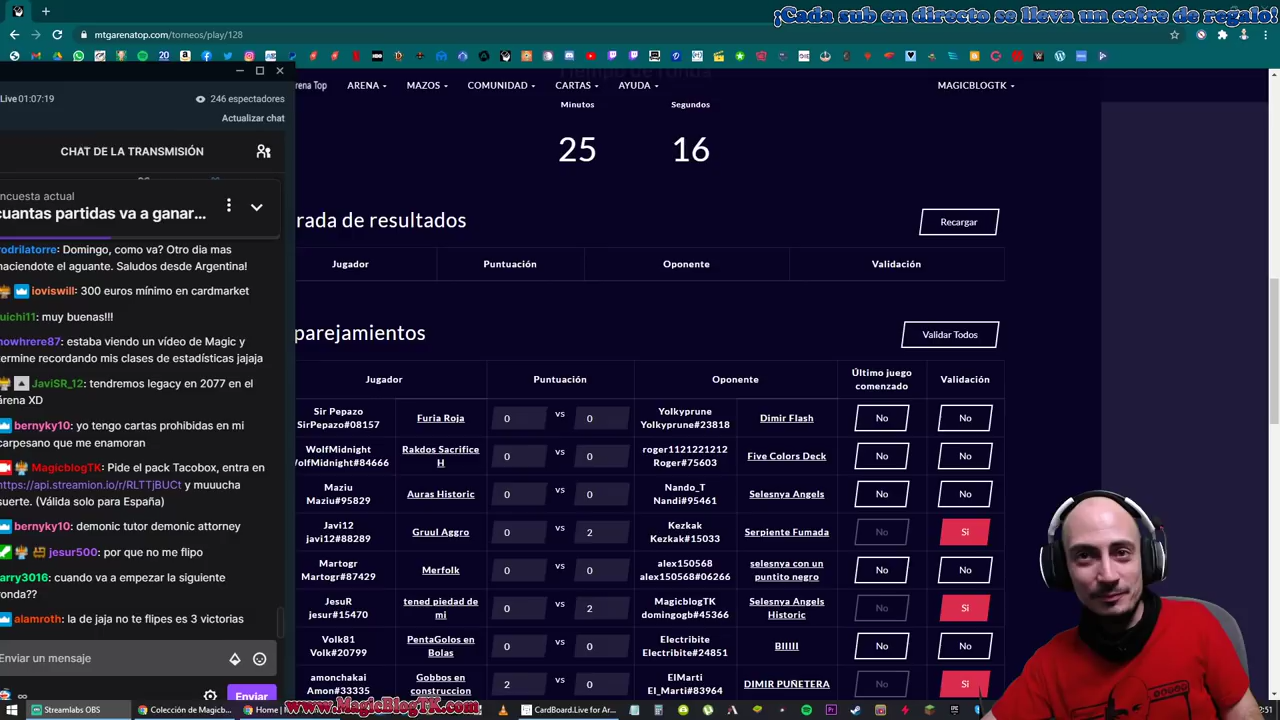 ¡Cada sub en directo se lleva un cofre de regalo!
mtgarenatop.com/torneos/play/128
Live 01:07:19
246 espectadores
Actualizar chat
CHAT DE LA TRANSMISIÓN
ncuesta actual
cuantas partidas va a ganar...
rodrilatorre: Domingo, como va? Otro dia mas
haciendote el aguante. Saludos desde Argentina!
ioviswill: 300 euros mínimo en cardmarket
uichi11: muy buenas!!!
nowhrere87: estaba viendo un vídeo de Magic y
termine recordando mis clases de estadísticas jajaja
JaviSR_12: tendremos legacy en 2077 en el
arena XD
bernyky10: yo tengo cartas prohibidas en mi
carpesano que me enamoran
MagicblogTK: Pide el pack Tacobox, entra en
https://api.streamion.io/r/RLTTjBUCt y muuucha
suerte. (Válida solo para España)
bernyky10: demonic tutor demonic attorney
jesur500: por que no me flipo
arry3016: cuando va a empezar la siguiente
ronda??
alamroth: la de jaja no te flipes es 3 victorias
Enviar un mensaje
Enviar
rena Top
ARENA
MAZOS
COMUNIDAD
CARTAS
AYUDA
MAGICBLOGTK
Tiempo de ronda
Minutos
Segundos
25
16
rada de resultados
Recargar
Jugador
Puntuación
Oponente
Validación
parejamientos
Validar Todos
Jugador
Puntuación
Oponente
Último juego
comenzado
Validación
Sir Pepazo
SirPepazo#08157
Furia Roja
0 vs 0
Yolkyprune
Yolkyprune#23818
Dimir Flash
No
No
WolfMidnight
WolfMidnight#84666
Rakdos Sacrifice
H
0 vs 0
roger1121221212
Roger#75603
Five Colors Deck
No
No
Maziu
Maziu#95829
Auras Historic
0 vs 0
Nando_T
Nandi#95461
Selesnya Angels
No
No
Javi12
javi12#88289
Gruul Aggro
0 vs 2
Kezkak
Kezkak#15033
Serpiente Fumada
No
Si
Martogr
Martogr#87429
Merfolk
0 vs 0
alex150568
alex150568#06266
selesnya con un
puntito negro
No
No
JesuR
jesur#15470
tened piedad de
mi
0 vs 2
MagicblogTK
domingog#45366
Selesnya Angels
Historic
No
Si
Volk81
Volk#20799
PentaGolos en
Bolas
0 vs 0
Electribite
Electribite#24851
BIIIII
No
No
amonchakai
Amon#33335
Gobbos en
construccion
2 vs 0
ElMarti
El_Marti#83964
DIMIR PUÑETERA
No
Si
www.MagicBlogTK.com
Streamlabs OBS
Colección de Magic...
Home |
CardBoard.Live for Ar...
2:51